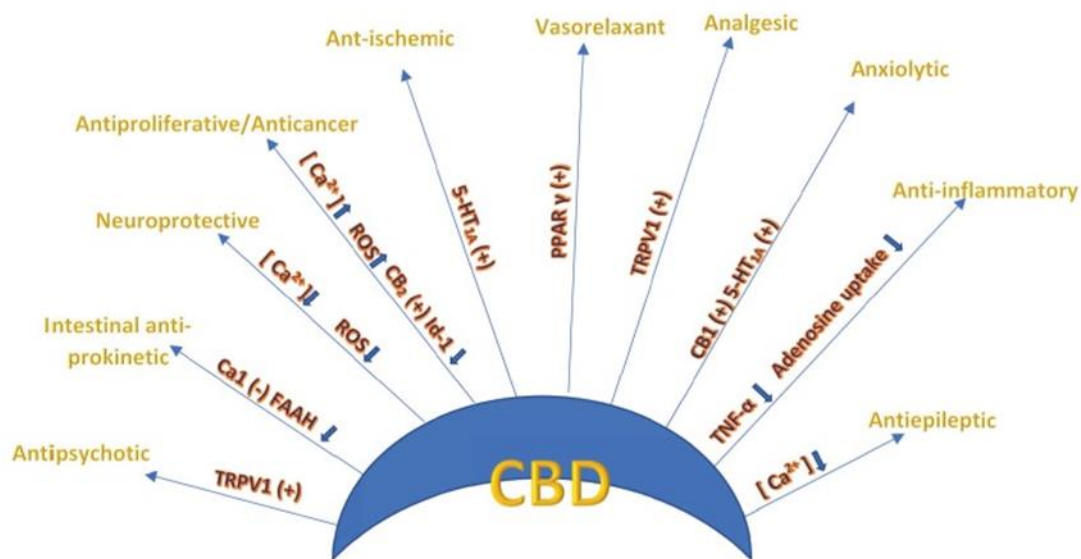 Vasorelaxant
Analgesic
Ant-ischemic
Anxiolytic
Antiproliferative/Anticancer
Anti-inflammatory
Neuroprotective
Intestinal anti-
prokinetic
Antiepileptic
Antipsychotic
TRPV1 (+)
Ca1 (-) FAAH ⬇
[ Ca²⁺]⬇ ROS⬇
[ Ca²⁺]⬆ ROS⬆ CB₂ (+) Id-1 ⬇
5-HT₁ₐ (+)
PPAR γ (+)
TRPV1 (+)
CB1 (+) 5-HT₁ₐ (+)
TNF-α ⬇ Adenosine uptake ⬇
[ Ca²⁺]⬇
CBD